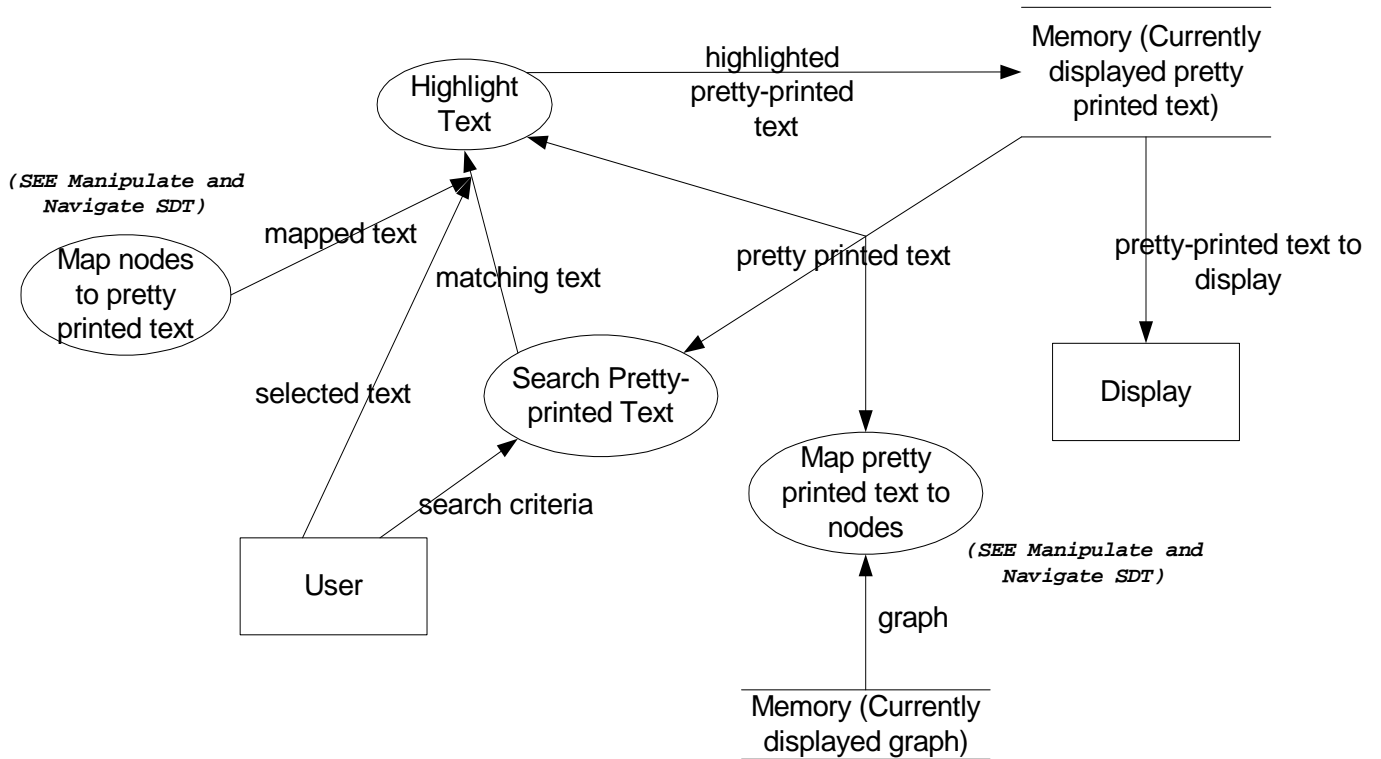 Memory (Currently
displayed pretty
printed text)
highlighted
pretty-printed
text
Highlight
Text
(SEE Manipulate and
Navigate SDT)
mapped text
Map nodes
to pretty
printed text
matching text
pretty printed text
pretty-printed text to
display
selected text
Search Pretty-
printed Text
Display
search criteria
Map pretty
printed text to
nodes
(SEE Manipulate and
Navigate SDT)
User
graph
Memory (Currently
displayed graph)